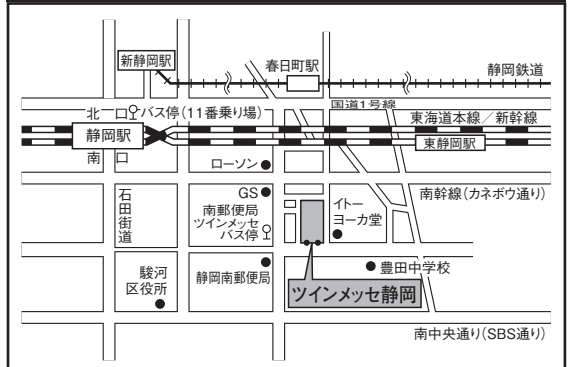 新静岡駅
春日町駅
静岡鉄道
国道1号線
北口
バス停（11番乗り場）
東海道本線／新幹線
静岡駅
東静岡駅
南口
ローソン
石田街道
GS
南郵便局
ツインメッセ
バス停
イトー
ヨーカ堂
南幹線（カネボウ通り）
駿河
区役所
静岡南郵便局
豊田中学校
ツインメッセ静岡
南中央通り（SBS通り）